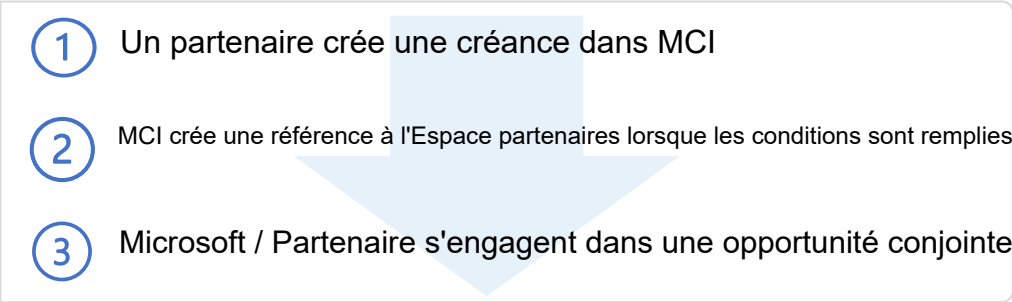 1 Un partenaire crée une créance dans MCI
2 MCI crée une référence à l'Espace partenaires lorsque les conditions sont remplies
3 Microsoft / Partenaire s'engagent dans une opportunité conjointe